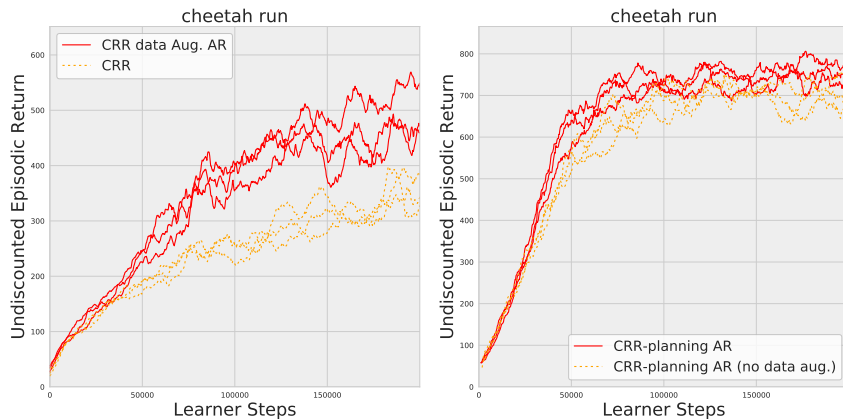 cheetah run
Undiscounted Episodic Return
600
500
400
300
200
100
0
CRR data Aug. AR
CRR
0
50000
100000
150000
Learner Steps
cheetah run
Undiscounted Episodic Return
800
700
600
500
400
300
200
100
0
CRR-planning AR
CRR-planning AR (no data aug.)
50000
100000
150000
Learner Steps